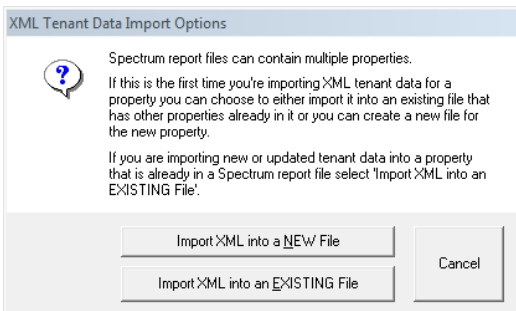 XML Tenant Data Import Options
Spectrum report files can contain multiple properties.
If this is the first time you're importing XML tenant data for a
property you can choose to either import it into an existing file that
has other properties already in it or you can create a new file for
the new property.
If you are importing new or updated tenant data into a property
that is already in a Spectrum report file select 'Import XML into an
EXISTING File'.
Import XML into a NEW File
Import XML into an EXISTING File
Cancel